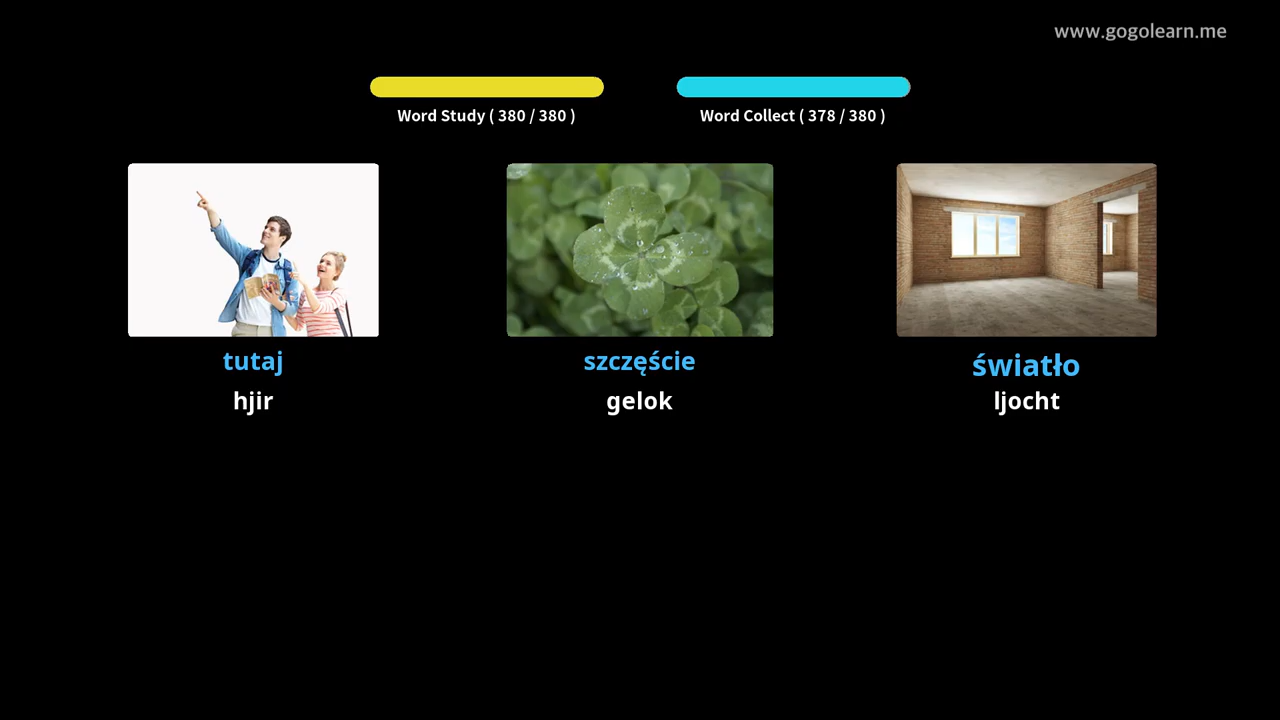 www.gogolearn.me
Word Study ( 380 / 380 )
Word Collect ( 378 / 380 )
tutaj
hjir
szczęście
gelok
światło
ljocht